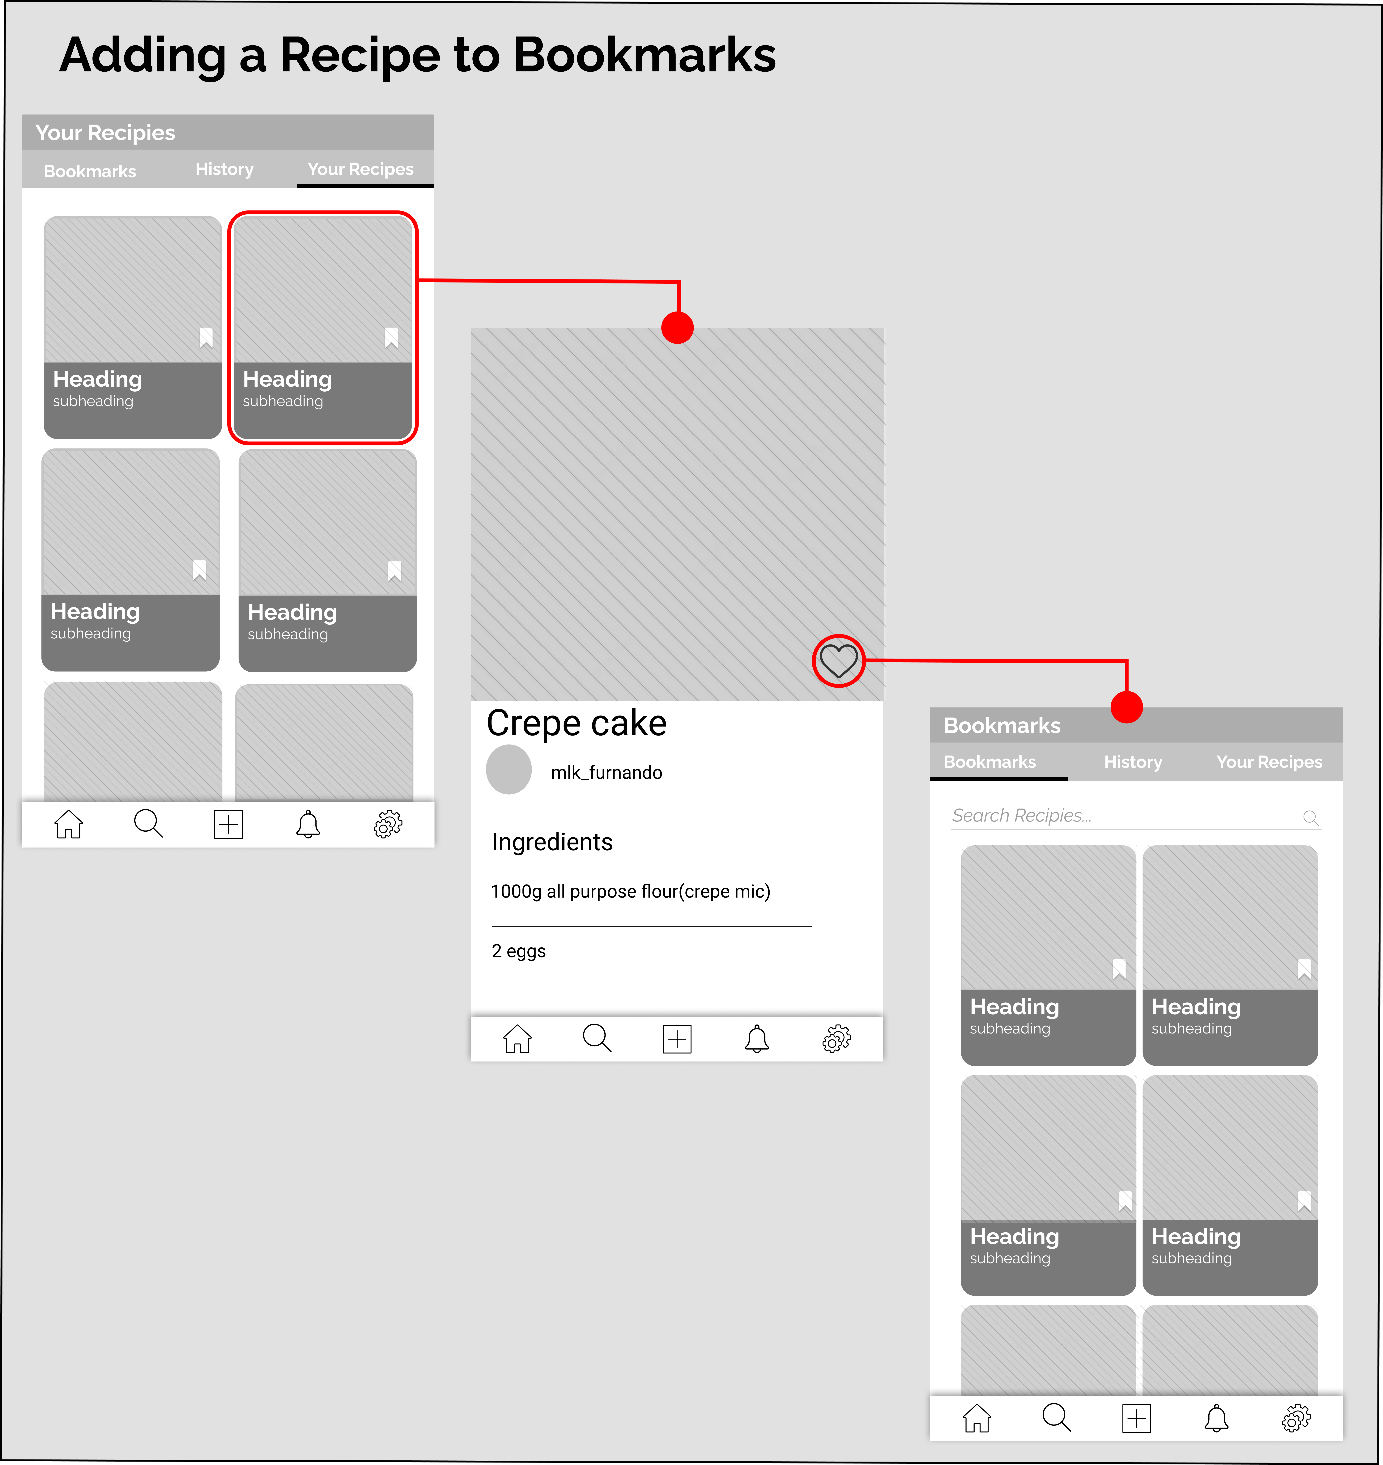 Adding a Recipe to Bookmarks
Your Recipies
Bookmarks History Your Recipes
Heading
subheading
Heading
subheading
Heading
subheading
Heading
subheading
Crepe cake
mlk_furnando
Ingredients
1000g all purpose flour(crepe mic)
2 eggs
Bookmarks
Bookmarks History Your Recipes
Search Recipies...
Heading
subheading
Heading
subheading
Heading
subheading
Heading
subheading